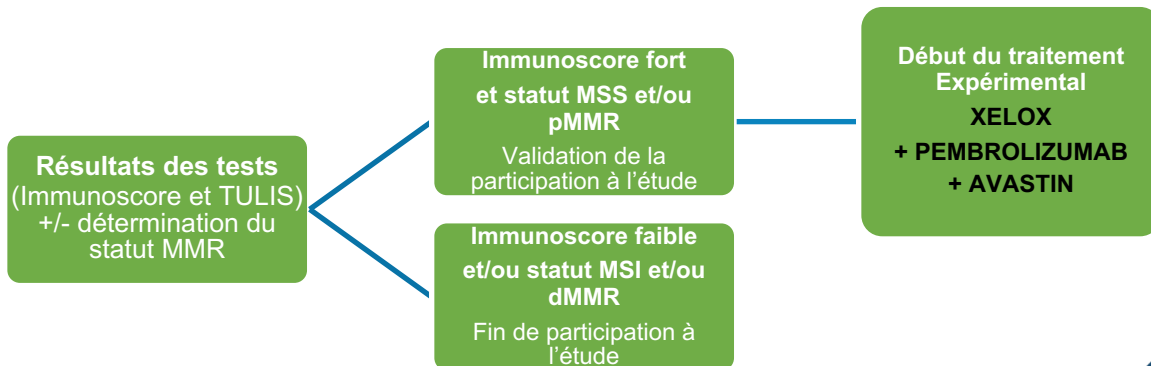 Résultats des tests
(Immunoscore et TULIS)
+/- détermination du
statut MMR
Immunoscore fort
et statut MSS et/ou
pMMR
Validation de la
participation à l'étude
Immunoscore faible
et/ou statut MSI et/ou
dMMR
Fin de participation à
l'étude
Début du traitement
Expérimental
XELOX
+ PEMBROLIZUMAB
+ AVASTIN